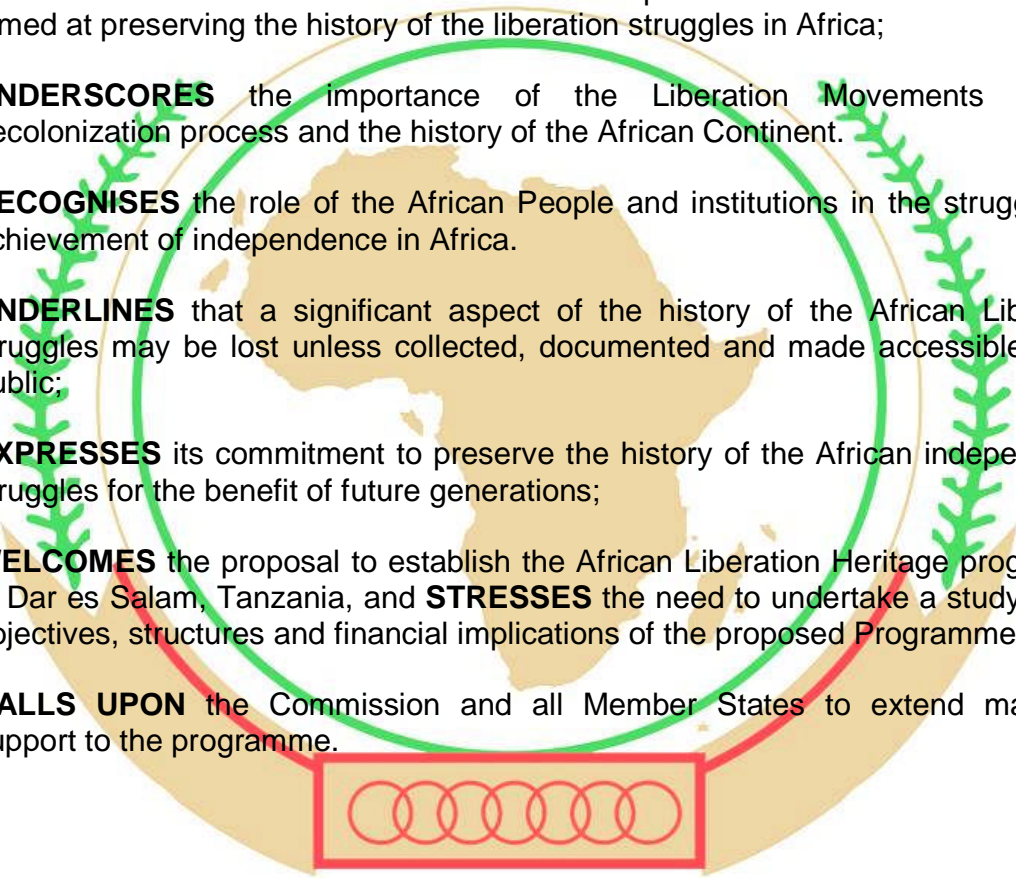 med at preserving the history of the liberation struggles in Africa;
NDERSCORES the importance of the Liberation Movements
ecolonization process and the history of the African Continent.
ECOGNISES the role of the African People and institutions in the strugg
chievement of independence in Africa.
NDERLINES that a significant aspect of the history of the African Lib
ruggles may be lost unless collected, documented and made accessible
ublic;
XPRESSES its commitment to preserve the history of the African indepe
ruggles for the benefit of future generations;
WELCOMES the proposal to establish the African Liberation Heritage prog
Dar es Salam, Tanzania, and STRESSES the need to undertake a study
bjectives, structures and financial implications of the proposed Programme
ALLS UPON the Commission and all Member States to extend ma
upport to the programme.